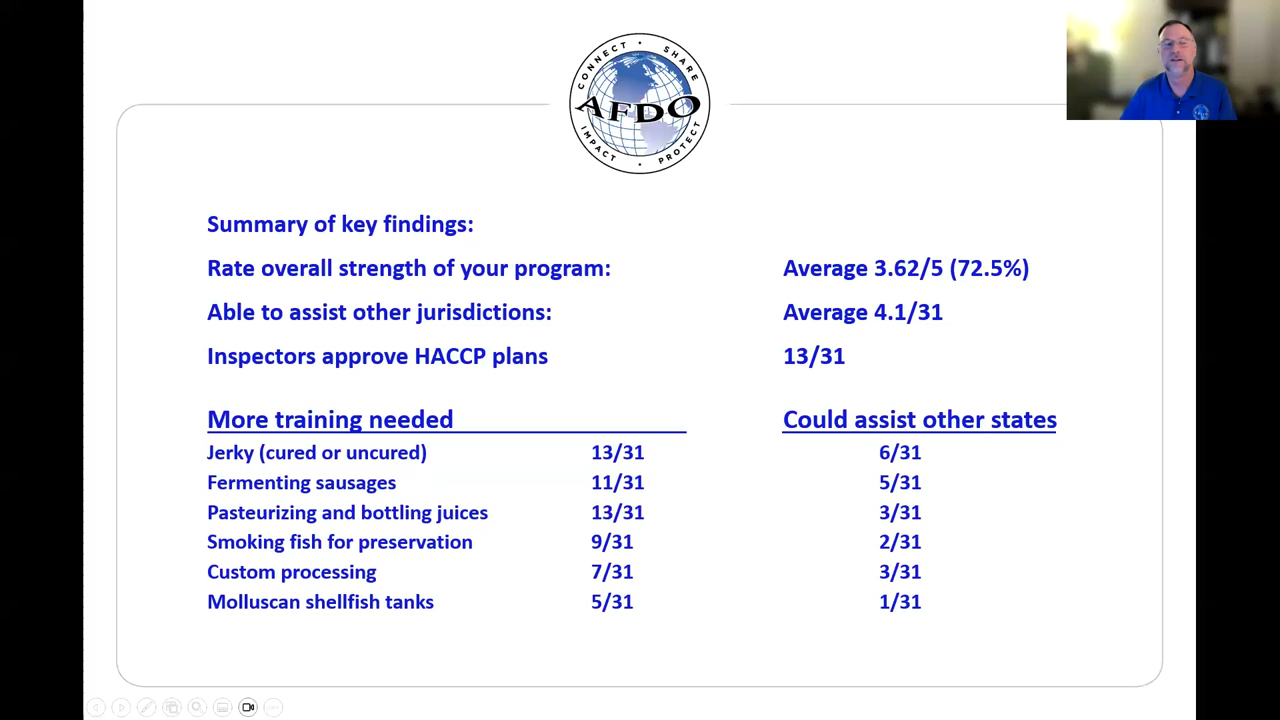 CONNECT • SHARE
AFDO
IMPACT • PROTECT
Summary of key findings:
Rate overall strength of your program: Average 3.62/5 (72.5%)
Able to assist other jurisdictions: Average 4.1/31
Inspectors approve HACCP plans 13/31
More training needed Could assist other states
Jerky (cured or uncured) 13/31 6/31
Fermenting sausages 11/31 5/31
Pasteurizing and bottling juices 13/31 3/31
Smoking fish for preservation 9/31 2/31
Custom processing 7/31 3/31
Molluscan shellfish tanks 5/31 1/31